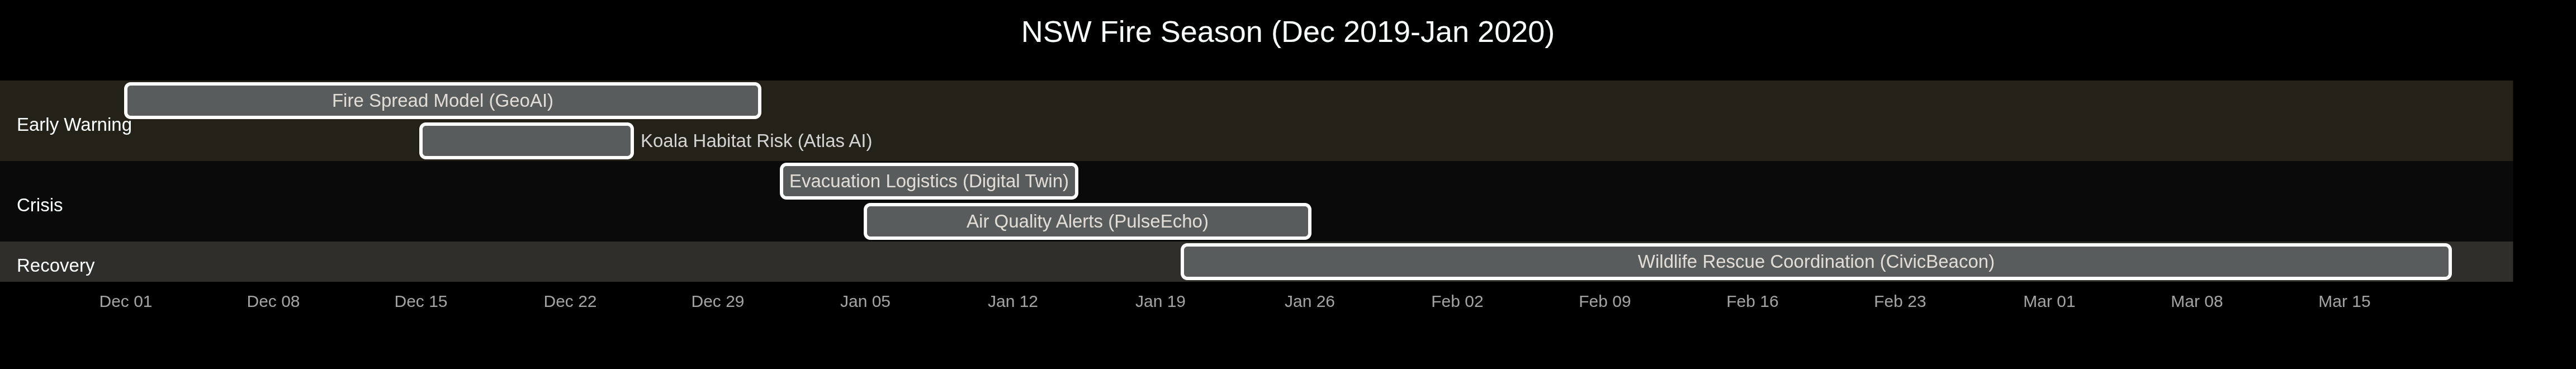 NSW Fire Season (Dec 2019-Jan 2020)
Early Warning
Fire Spread Model (GeoAI)
Koala Habitat Risk (Atlas AI)
Crisis
Evacuation Logistics (Digital Twin)
Air Quality Alerts (PulseEcho)
Recovery
Wildlife Rescue Coordination (CivicBeacon)
Dec 01 Dec 08 Dec 15 Dec 22 Dec 29 Jan 05 Jan 12 Jan 19 Jan 26 Feb 02 Feb 09 Feb 16 Feb 23 Mar 01 Mar 08 Mar 15